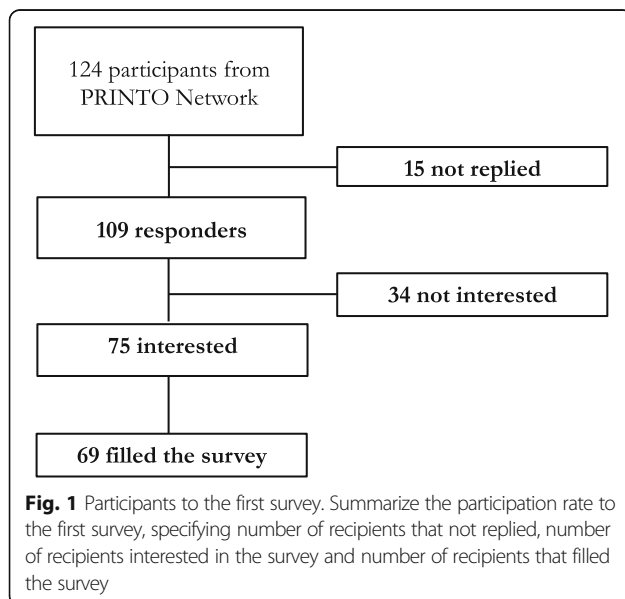 124 participants from
PRINTO Network
15 not replied
109 responders
34 not interested
75 interested
69 filled the survey
Fig. 1 Participants to the first survey. Summarize the participation rate to
the first survey, specifying number of recipients that not replied, number
of recipients interested in the survey and number of recipients that filled
the survey